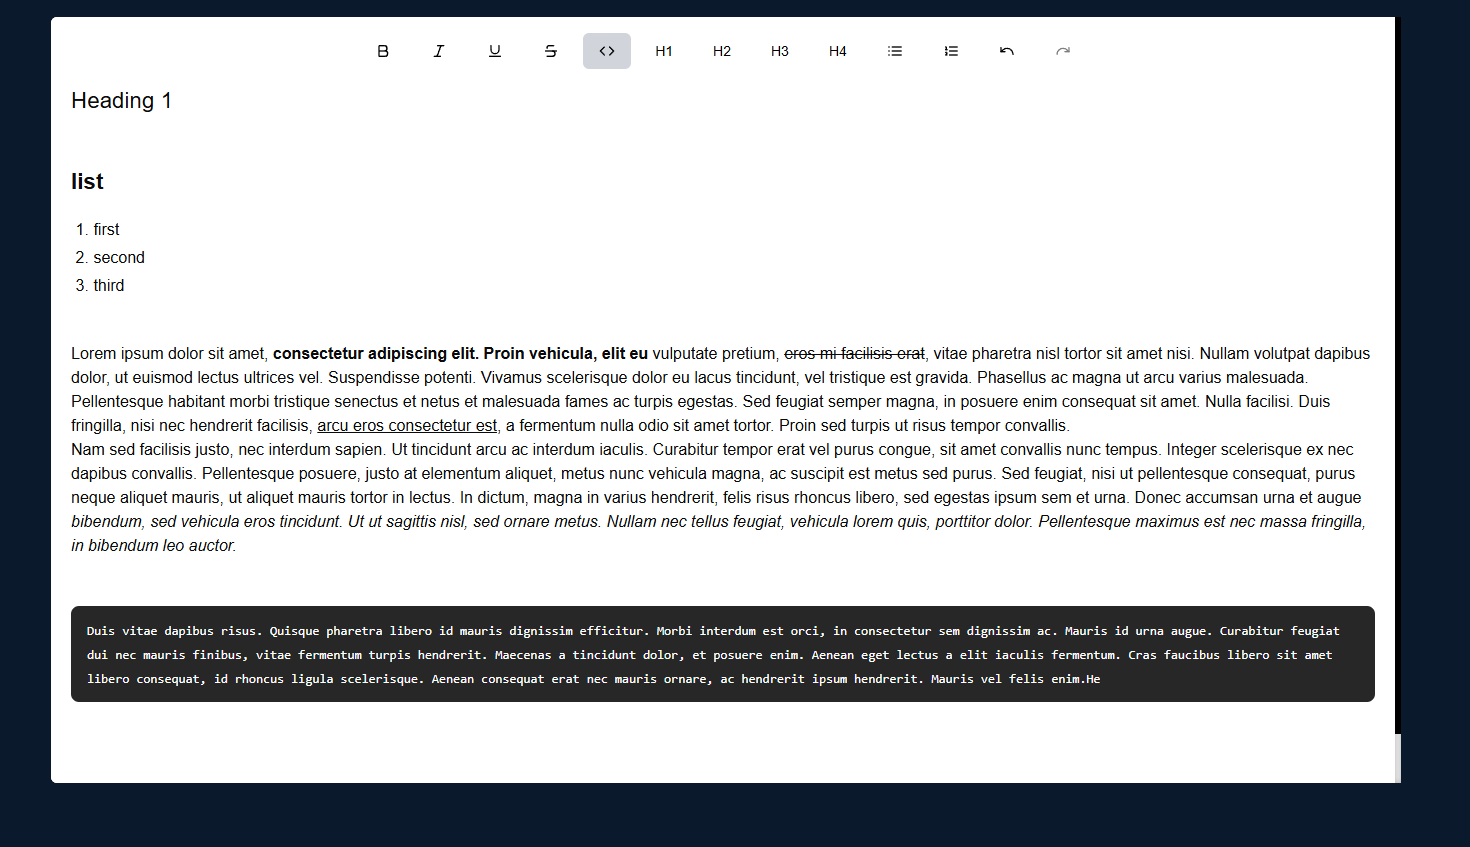 B I U S <> H1 H2 H3 H4
Heading 1
list
1. first
2. second
3. third
Lorem ipsum dolor sit amet, consectetur adipiscing elit. Proin vehicula, elit eu vulputate pretium, eros mi facilisis erat, vitae pharetra nisl tortor sit amet nisi. Nullam volutpat dapibus
dolor, ut euismod lectus ultrices vel. Suspendisse potenti. Vivamus scelerisque dolor eu lacus tincidunt, vel tristique est gravida. Phasellus ac magna ut arcu varius malesuada.
Pellentesque habitant morbi tristique senectus et netus et malesuada fames ac turpis egestas. Sed feugiat semper magna, in posuere enim consequat sit amet. Nulla facilisi. Duis
fringilla, nisi nec hendrerit facilisis, arcu eros consectetur est, a fermentum nulla odio sit amet tortor. Proin sed turpis ut risus tempor convallis.
Nam sed facilisis justo, nec interdum sapien. Ut tincidunt arcu ac interdum iaculis. Curabitur tempor erat vel purus congue, sit amet convallis nunc tempus. Integer scelerisque ex nec
dapibus convallis. Pellentesque posuere, justo at elementum aliquet, metus nunc vehicula magna, ac suscipit est metus sed purus. Sed feugiat, nisi ut pellentesque consequat, purus
neque aliquet mauris, ut aliquet mauris tortor in lectus. In dictum, magna in varius hendrerit, felis risus rhoncus libero, sed egestas ipsum sem et urna. Donec accumsan urna et augue
bibendum, sed vehicula eros tincidunt. Ut ut sagittis nisl, sed ornare metus. Nullam nec tellus feugiat, vehicula lorem quis, porttitor dolor. Pellentesque maximus est nec massa fringilla,
in bibendum leo auctor.
Duis vitae dapibus risus. Quisque pharetra libero id mauris dignissim efficitur. Morbi interdum est orci, in consectetur sem dignissim ac. Mauris id urna augue. Curabitur feugiat
dui nec mauris finibus, vitae fermentum turpis hendrerit. Maecenas a tincidunt dolor, et posuere enim. Aenean eget lectus a elit iaculis fermentum. Cras faucibus libero sit amet
libero consequat, id rhoncus ligula scelerisque. Aenean consequat erat nec mauris ornare, ac hendrerit ipsum hendrerit. Mauris vel felis enim.He